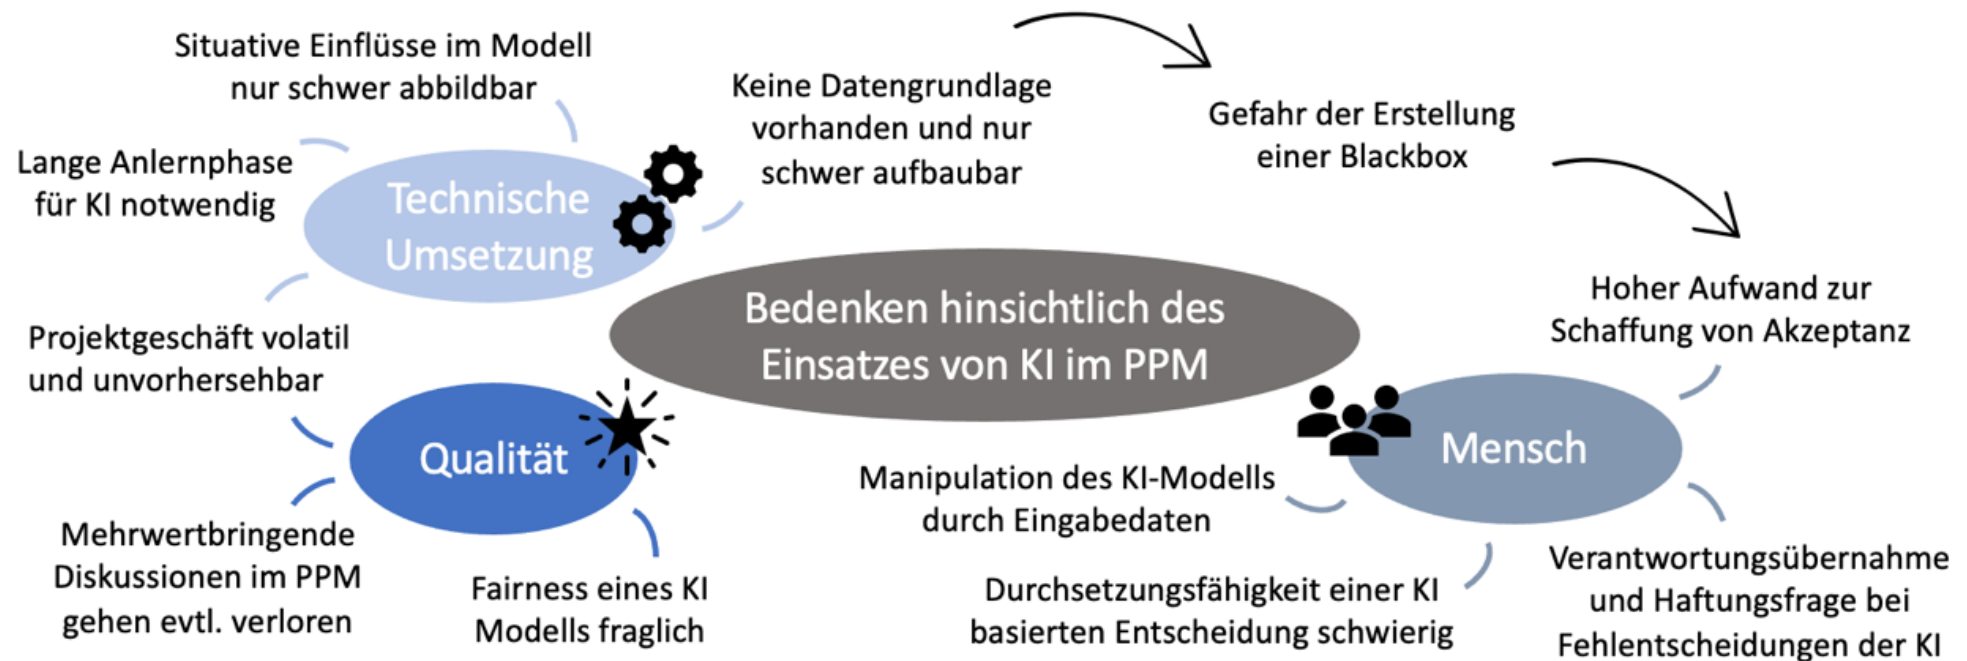 Situative Einflüsse im Modell
nur schwer abbildbar
Keine Datengrundlage
vorhanden und nur
schwer aufbaubar
Gefahr der Erstellung
einer Blackbox
Lange Anlernphase
für KI notwendig
Technische
Umsetzung
Hoher Aufwand zur
Schaffung von Akzeptanz
Bedenken hinsichtlich des
Einsatzes von KI im PPM
Projektgeschäft volatil
und unvorhersehbar
Qualität
Mensch
Manipulation des KI-Modells
durch Eingabedaten
Mehrwertbringende
Diskussionen im PPM
gehen evtl. verloren
Fairness eines KI
Modells fraglich
Durchsetzungsfähigkeit einer KI
basierten Entscheidung schwierig
Verantwortungsübernahme
und Haftungsfrage bei
Fehlentscheidungen der KI